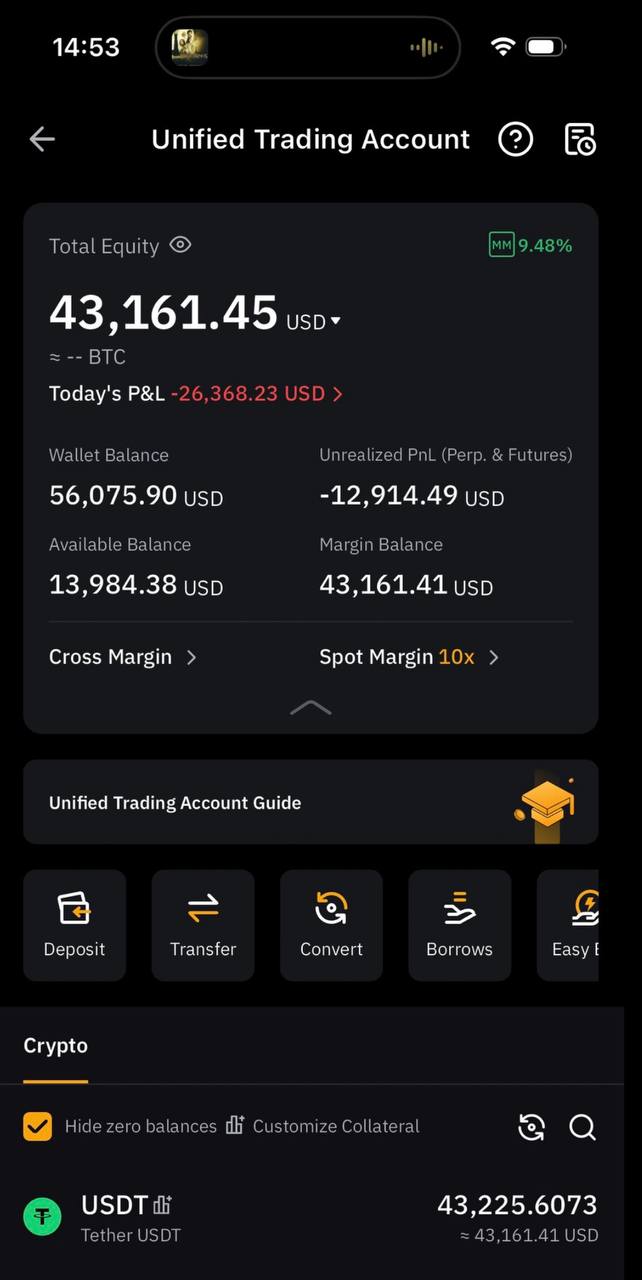 14:53
Unified Trading Account
Total Equity
MM 9.48%
43,161.45 USD
≈ -- BTC
Today's P&L -26,368.23 USD
Wallet Balance Unrealized PnL (Perp. & Futures)
56,075.90 USD -12,914.49 USD
Available Balance Margin Balance
13,984.38 USD 43,161.41 USD
Cross Margin Spot Margin 10x
Unified Trading Account Guide
Deposit Transfer Convert Borrows Easy
Crypto
Hide zero balances Customize Collateral
USDT 43,225.6073
Tether USDT ≈ 43,161.41 USD